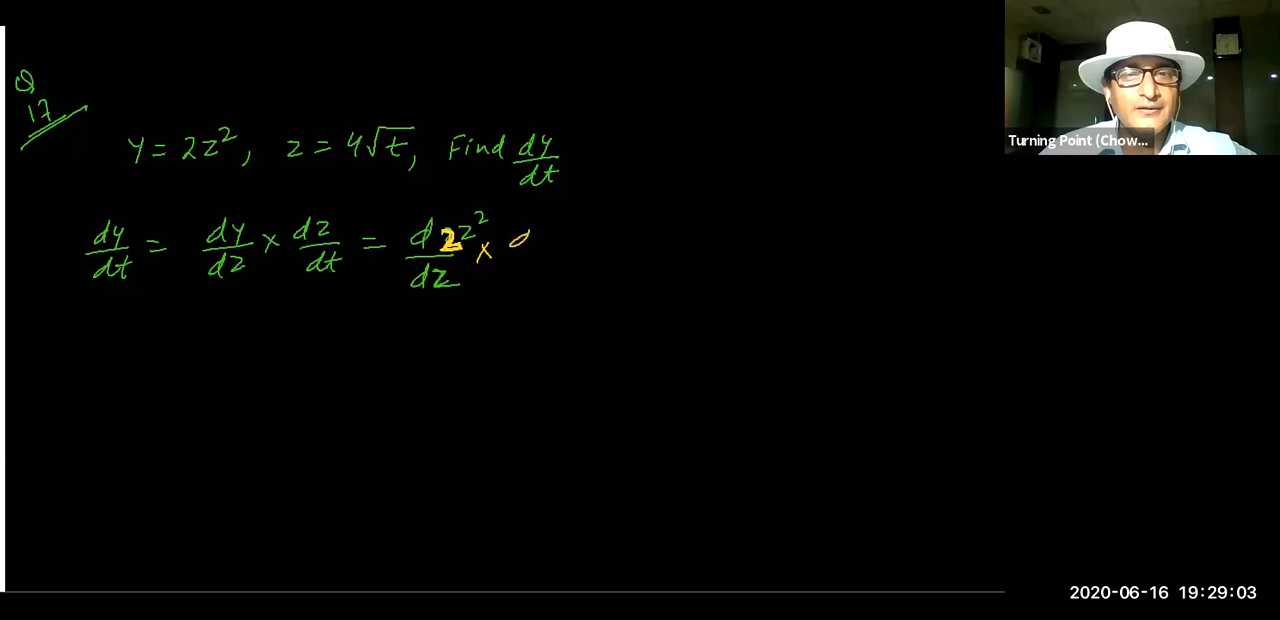 Q
17
y = 2z², z = 4√t, Find dy/dt
dy/dt = dy/dz × dz/dt = d2z²/dz × d
Turning Point (Chow...
2020-06-16 19:29:03